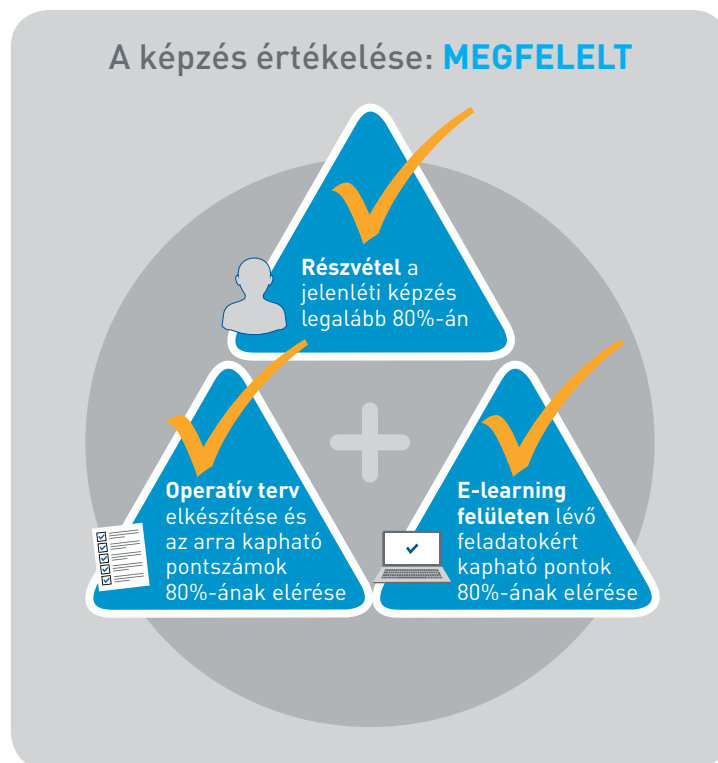 A képzés értékelése: MEGFELELT
Részvétel a
jelenléti képzés
legalább 80%-án
Operatív terv
elkészítése és
az arra kapható
pontszámok
80%-ának elérése
E-learning
felületen lévő
feladatokért
kapható pontok
80%-ának elérése